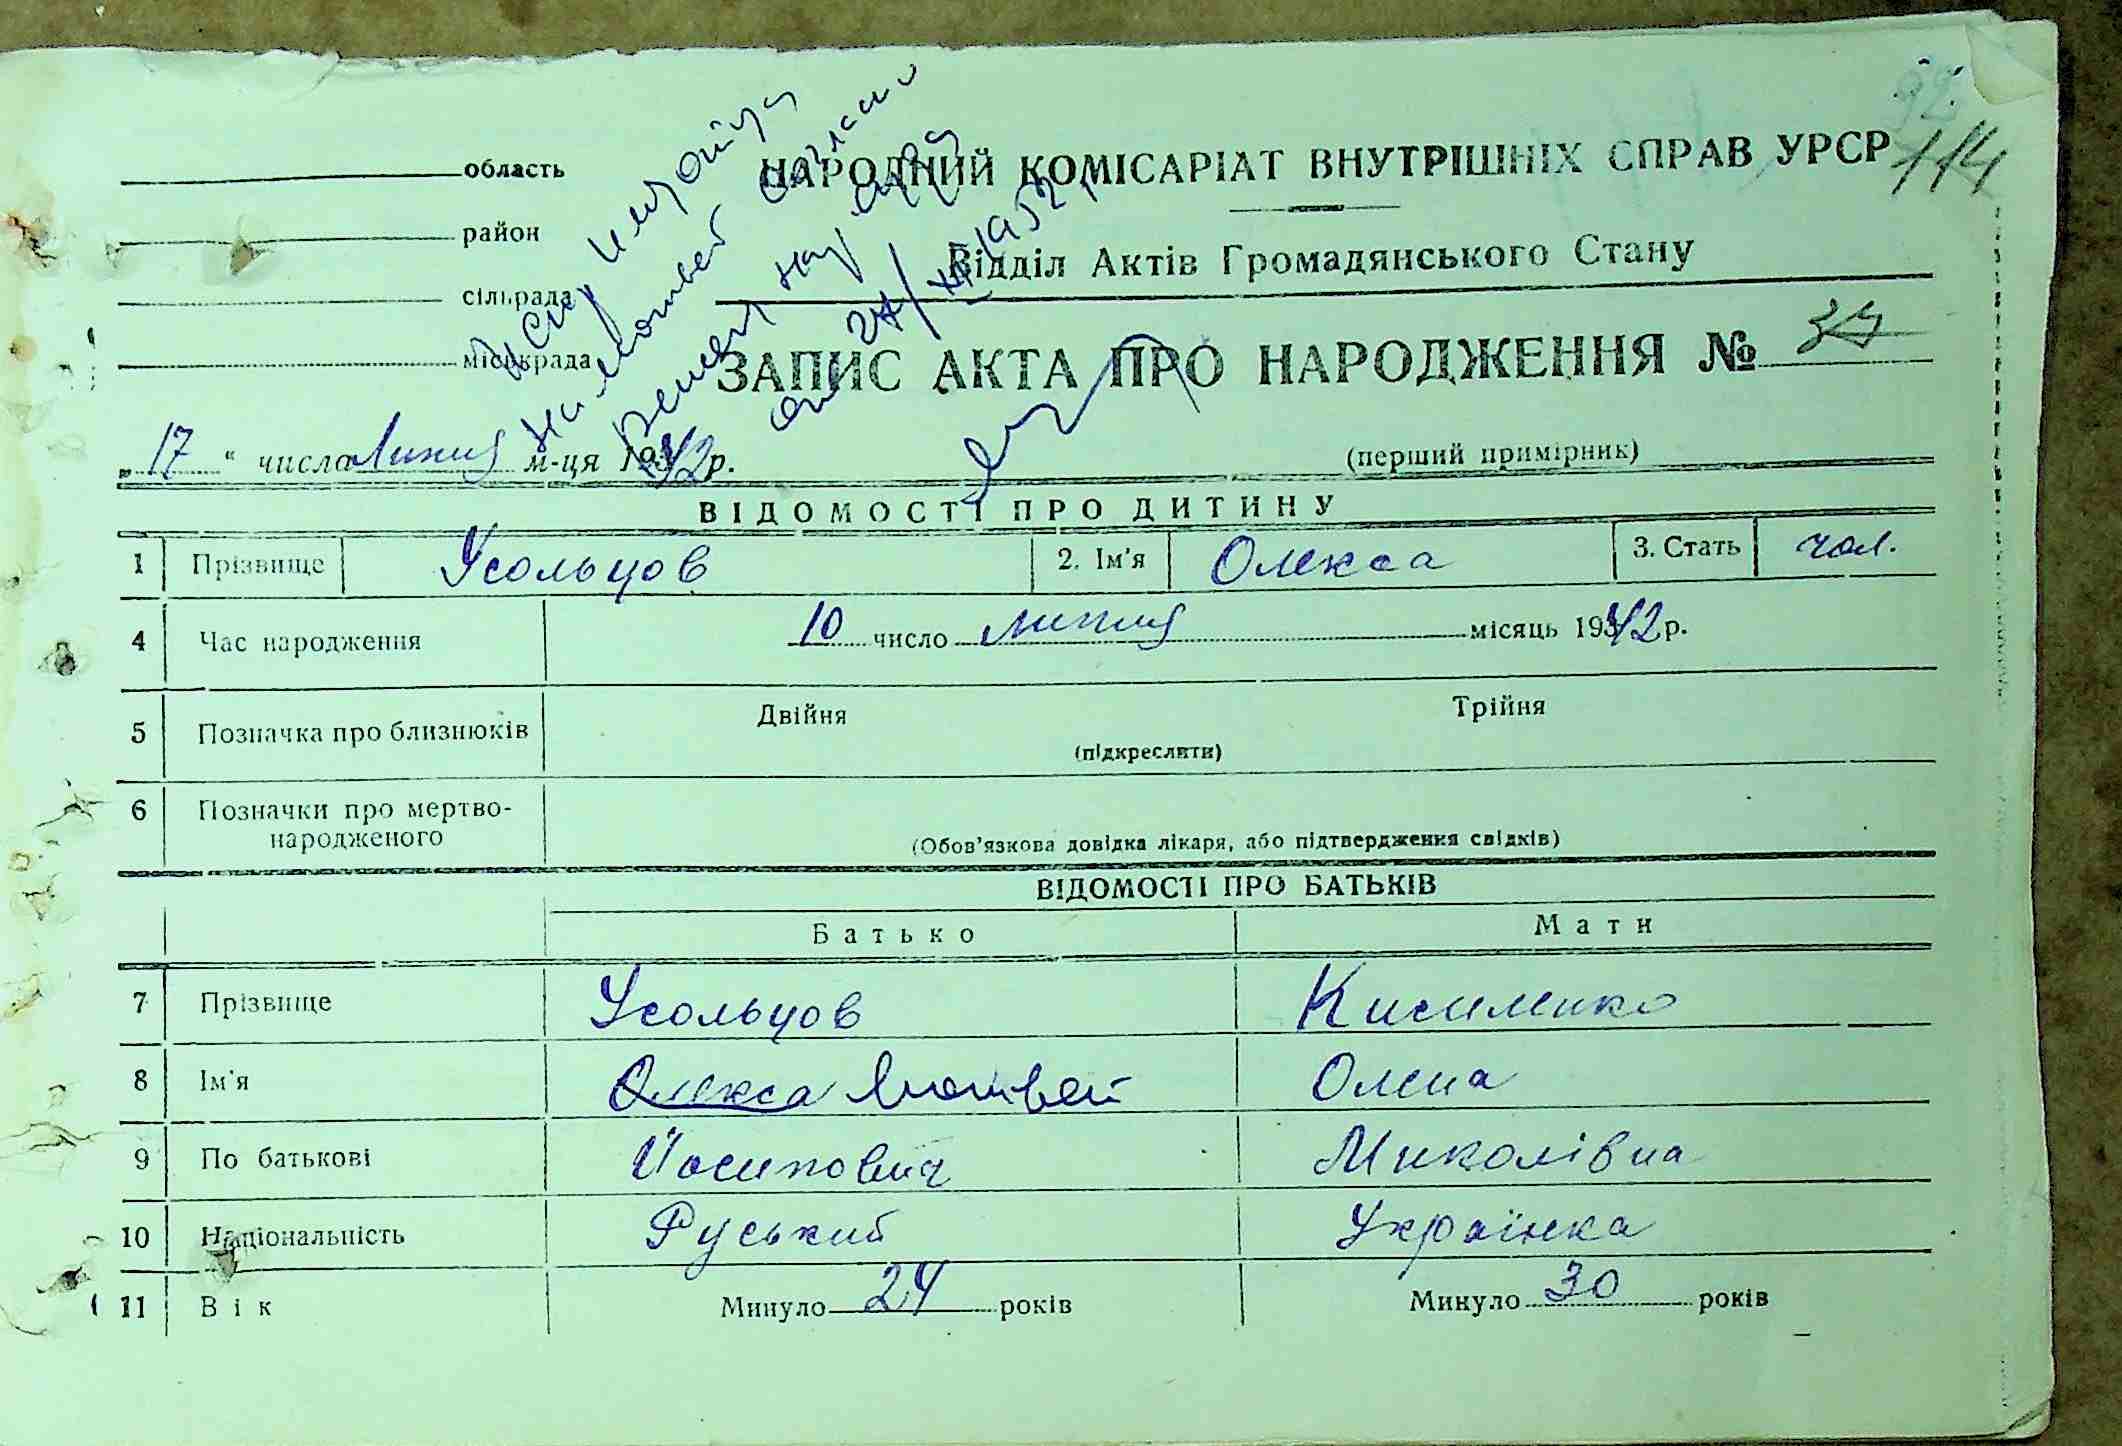 92
НАРОДНИЙ КОМІСАРІАТ ВНУТРІШНІХ СПРАВ УРСР
114
область
район
Відділ Актів Громадянського Стану
сільрада
міськрада
ЗАПИС АКТА ПРО НАРОДЖЕННЯ №
„17“ число Липня м-ця 1942 р.
(перший примірник)
ВІДОМОСТІ ПРО ДИТИНУ
1 Прізвище Усольцов 2. Ім'я Олекса 3. Стать чол.
4 Час народження 10 число липня місяць 1942 р.
5 Позначка про близнюків Двійня Трійня
(підкреслити)
6 Позначки про мертво-
народженого
(Обов'язкова довідка лікаря, або підтвердження свідків)
ВІДОМОСТІ ПРО БАТЬКІВ
Батько Мати
7 Прізвище Усольцов
8 Ім'я Олекса Матвей Олена
9 По батькові Йосипович Миколівна
10 Національність Руський Українка
11 Вік Минуло 24 років Минуло 30 років